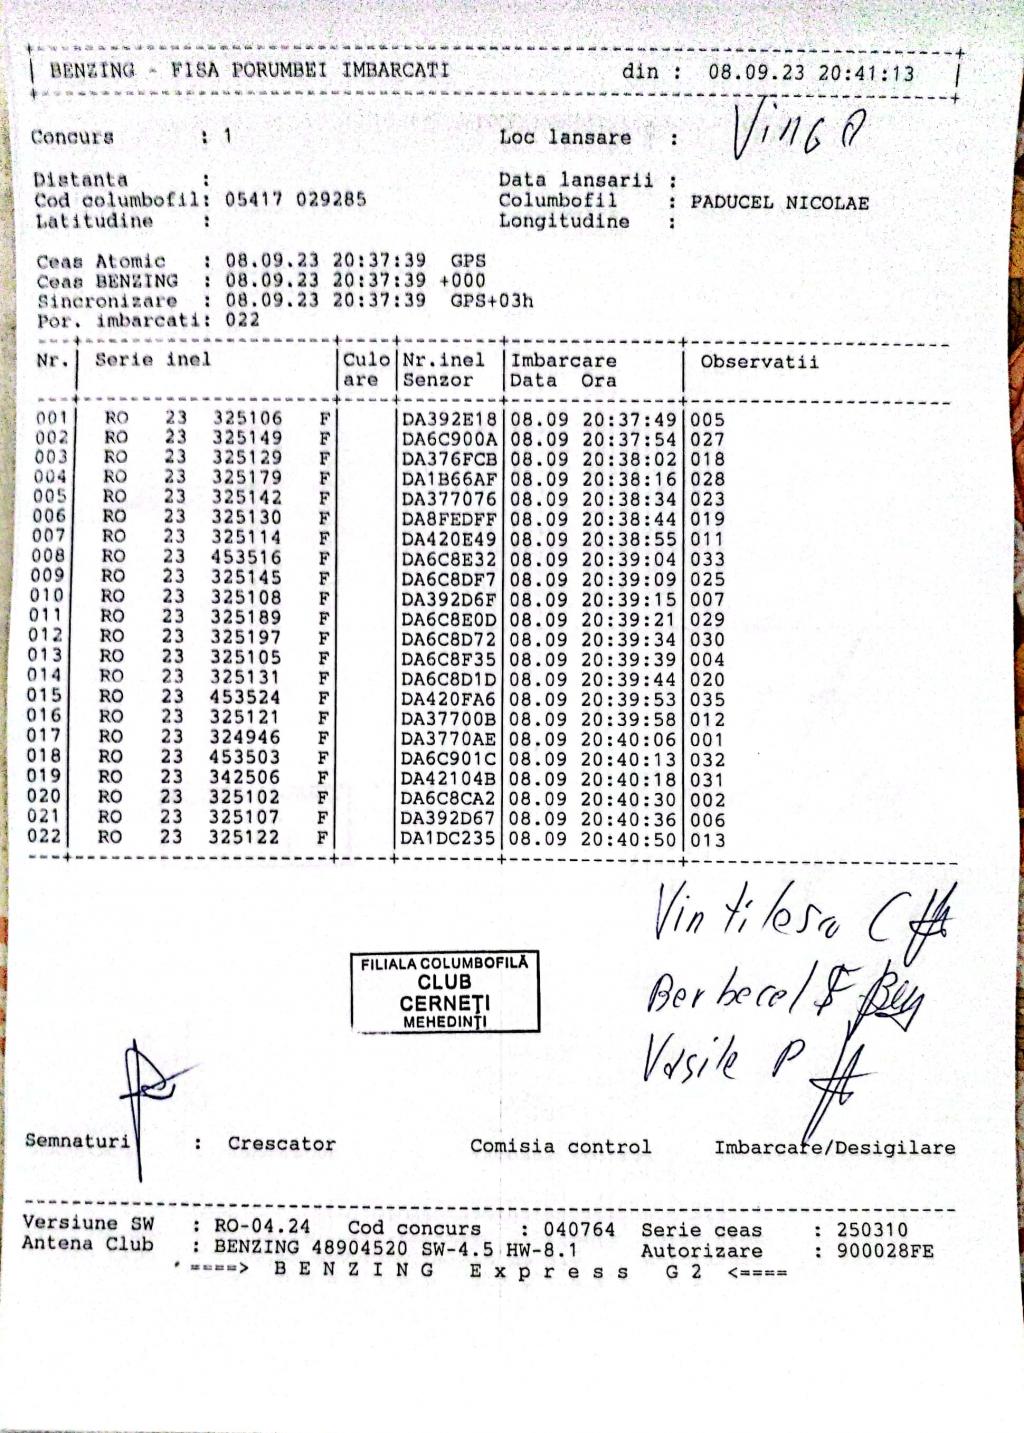 BENZING - FISA PORUMBEI IMBARCATI din : 08.09.23 20:41:13
Concurs : 1 Loc lansare : Vinga
Distanta : Data lansarii :
Cod columbofil: 05417 029285 Columbofil : PADUCEL NICOLAE
Latitudine : Longitudine :
Ceas Atomic : 08.09.23 20:37:39 GPS
Ceas BENZING : 08.09.23 20:37:39 +000
Sincronizare : 08.09.23 20:37:39 GPS+03h
Por. imbarcati: 022
Nr. Serie inel Culo Nr.inel Imbarcare Observatii
are Senzor Data Ora
001 RO 23 325106 F DA392E18 08.09 20:37:49 005
002 RO 23 325149 F DA6C900A 08.09 20:37:54 027
003 RO 23 325129 F DA376FCB 08.09 20:38:02 018
004 RO 23 325179 F DA1B66AF 08.09 20:38:16 028
005 RO 23 325142 F DA377076 08.09 20:38:34 023
006 RO 23 325130 F DA8FEDFF 08.09 20:38:44 019
007 RO 23 325114 F DA420E49 08.09 20:38:55 011
008 RO 23 453516 F DA6C8E32 08.09 20:39:04 033
009 RO 23 325145 F DA6C8DF7 08.09 20:39:09 025
010 RO 23 325108 F DA392D6F 08.09 20:39:15 007
011 RO 23 325189 F DA6C8E0D 08.09 20:39:21 029
012 RO 23 325197 F DA6C8D72 08.09 20:39:34 030
013 RO 23 325105 F DA6C8F35 08.09 20:39:39 004
014 RO 23 325131 F DA6C8D1D 08.09 20:39:44 020
015 RO 23 453524 F DA420FA6 08.09 20:39:53 035
016 RO 23 325121 F DA37700B 08.09 20:39:58 012
017 RO 23 324946 F DA3770AE 08.09 20:40:06 001
018 RO 23 453503 F DA6C901C 08.09 20:40:13 032
019 RO 23 342506 F DA42104B 08.09 20:40:18 031
020 RO 23 325102 F DA6C8CA2 08.09 20:40:30 002
021 RO 23 325107 F DA392D67 08.09 20:40:36 006
022 RO 23 325122 F DA1DC235 08.09 20:40:50 013
Vintilescu C
FILIALA COLUMBOFILĂ
CLUB
CERNEȚI
MEHEDINȚI
Berbecel F
Vasile P
Semnaturi : Crescator Comisia control Imbarcare/Desigilare
Versiune SW : RO-04.24 Cod concurs : 040764 Serie ceas : 250310
Antena Club : BENZING 48904520 SW-4.5 HW-8.1 Autorizare : 900028FE
====> B E N Z I N G E x p r e s s G 2 <====